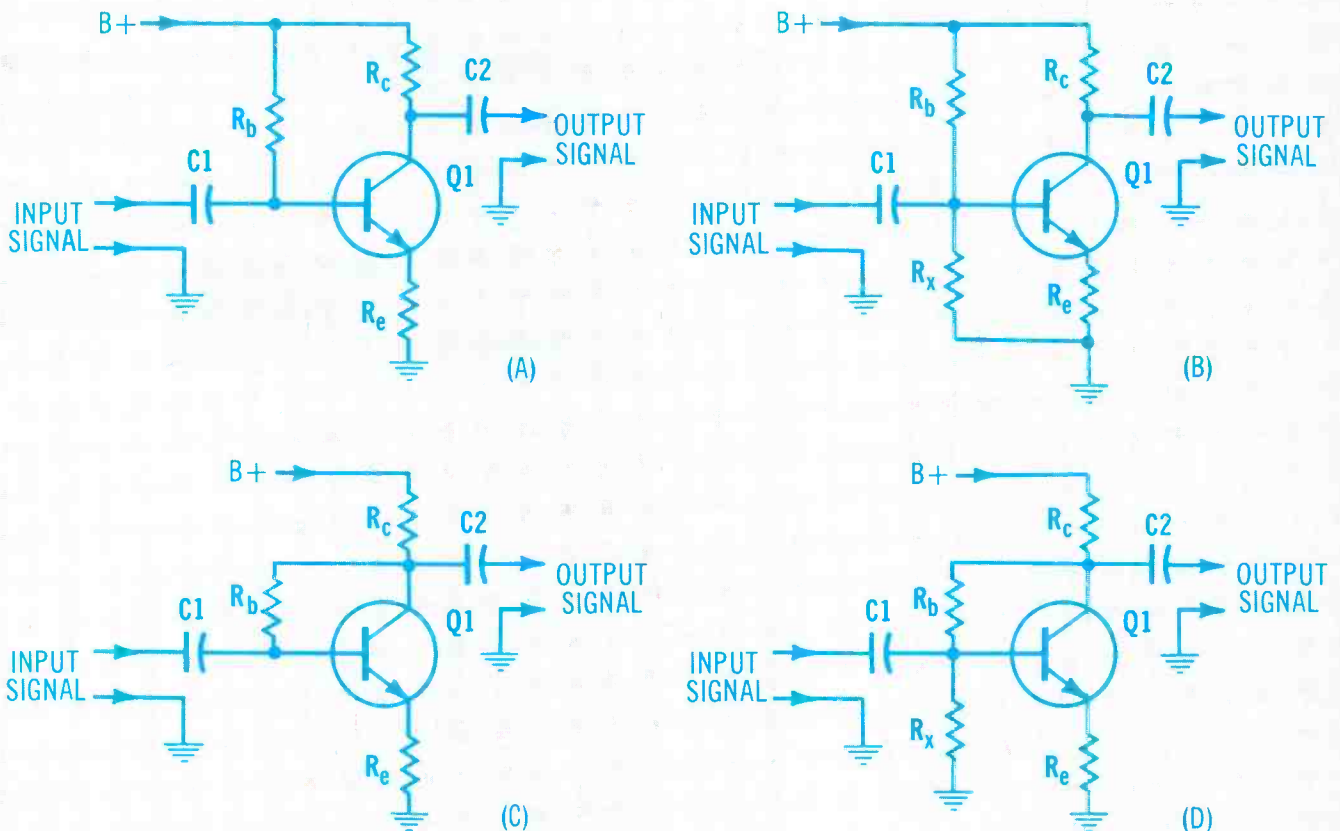 B+
Rc
C2
Rb
OUTPUT
SIGNAL
C1
Q1
INPUT
SIGNAL
Re
(A)
B+
Rc
C2
Rb
OUTPUT
SIGNAL
C1
Q1
INPUT
SIGNAL
Rx
Re
(B)
B+
Rc
C2
Rb
OUTPUT
SIGNAL
C1
Q1
INPUT
SIGNAL
Re
(C)
B+
Rc
C2
Rb
OUTPUT
SIGNAL
C1
Q1
INPUT
SIGNAL
Rx
Re
(D)